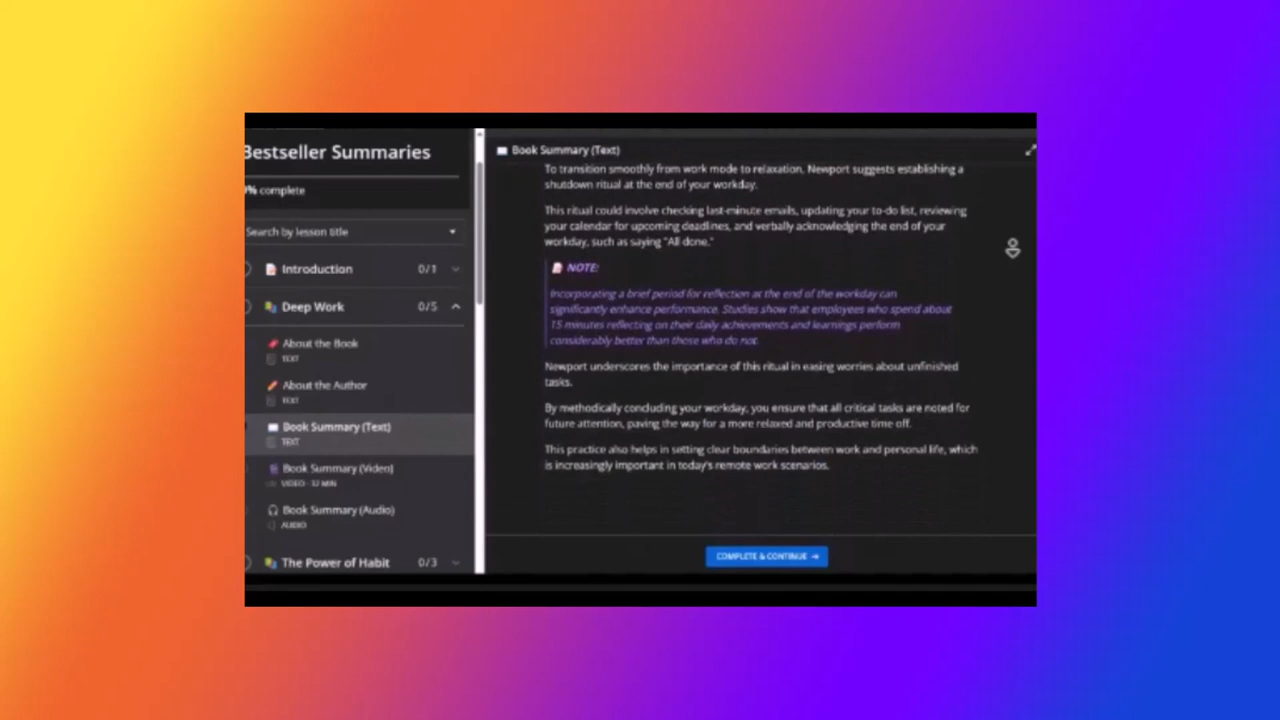 Bestseller Summaries
% complete
Search by lesson title
Introduction 0/1
Deep Work 0/5
About the Book
TEXT
About the Author
TEXT
Book Summary (Text)
TEXT
Book Summary (Video)
VIDEO · 32 MIN
Book Summary (Audio)
AUDIO
The Power of Habit 0/3
Book Summary (Text)
To transition smoothly from work mode to relaxation, Newport suggests establishing a
shutdown ritual at the end of your workday.
This ritual could involve checking last-minute emails, updating your to-do list, reviewing
your calendar for upcoming deadlines, and verbally acknowledging the end of your
workday, such as saying "All done."
NOTE:
Incorporating a brief period for reflection at the end of the workday can
significantly enhance performance. Studies show that employees who spend about
15 minutes reflecting on their daily achievements and learnings perform
considerably better than those who do not.
Newport underscores the importance of this ritual in easing worries about unfinished
tasks.
By methodically concluding your workday, you ensure that all critical tasks are noted for
future attention, paving the way for a more relaxed and productive time off.
This practice also helps in setting clear boundaries between work and personal life, which
is increasingly important in today's remote work scenarios.
COMPLETE & CONTINUE →